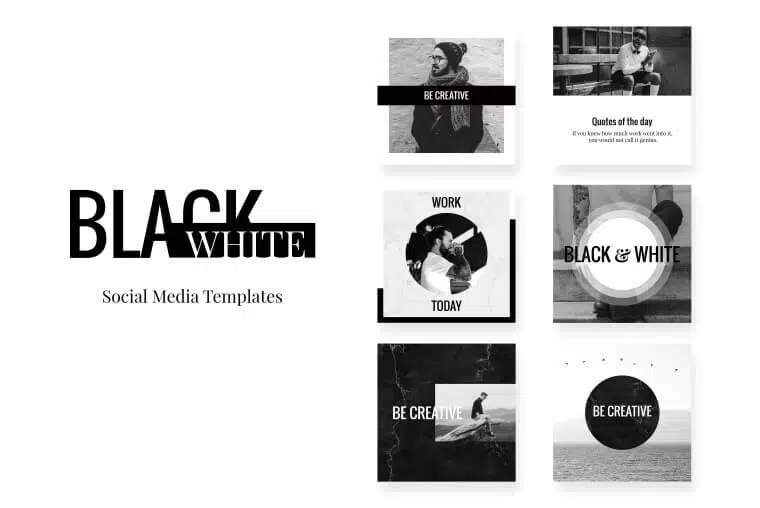 BLACK
WHITE
Social Media Templates
BE CREATIVE
Quotes of the day
If you knew how much work went into it,
you would not call it genius.
WORK
TODAY
BLACK & WHITE
BE CREATIVE
BE CREATIVE